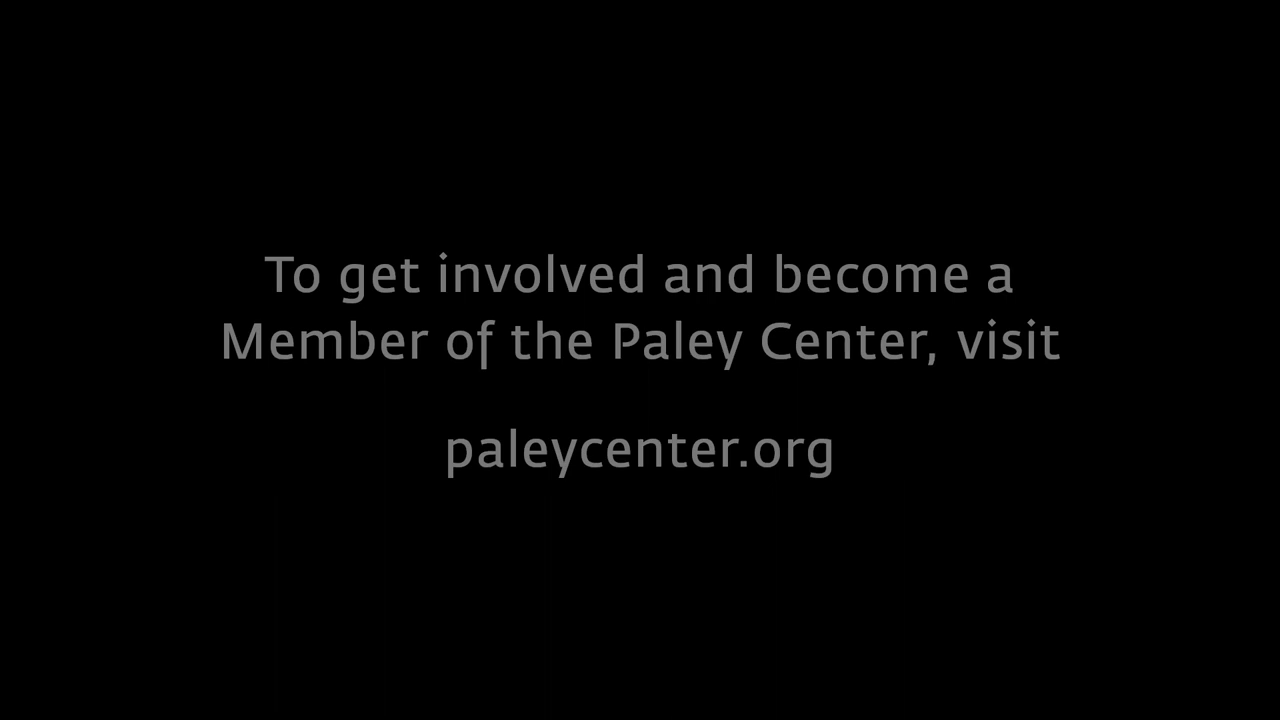 To get involved and become a
Member of the Paley Center, visit
paleycenter.org